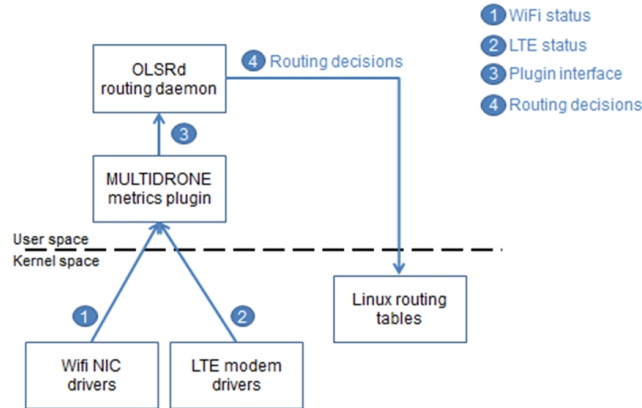 1 WiFi status
2 LTE status
3 Plugin interface
4 Routing decisions
OLSRd
routing daemon
4 Routing decisions
3
MULTIDRONE
metrics plugin
User space
Kernel space
1
2
Linux routing
tables
Wifi NIC
drivers
LTE modem
drivers